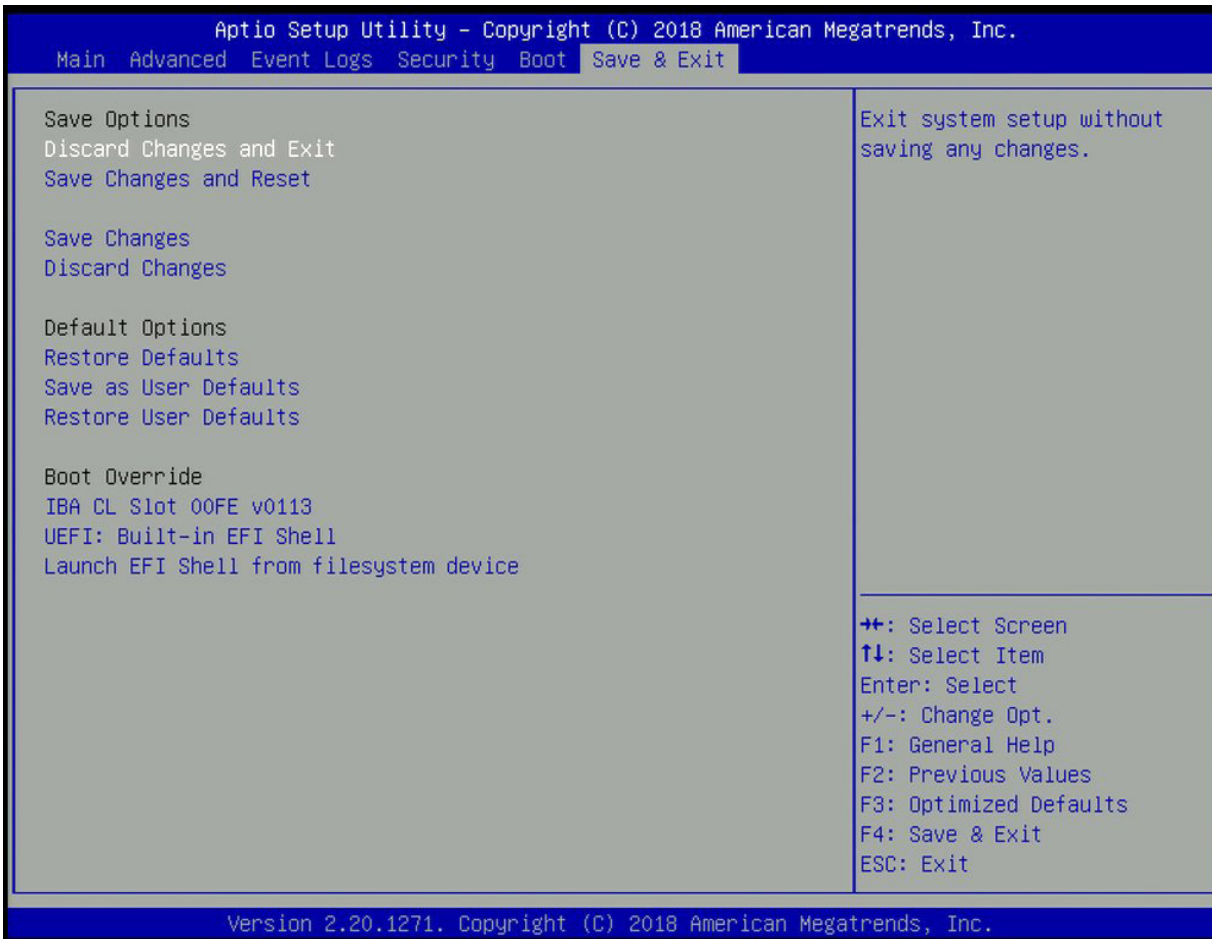 Aptio Setup Utility – Copyright (C) 2018 American Megatrends, Inc.
Main Advanced Event Logs Security Boot Save & Exit
Save Options
Discard Changes and Exit
Save Changes and Reset
Save Changes
Discard Changes
Default Options
Restore Defaults
Save as User Defaults
Restore User Defaults
Boot Override
IBA CL Slot 00FE v0113
UEFI: Built-in EFI Shell
Launch EFI Shell from filesystem device
Exit system setup without
saving any changes.
→←: Select Screen
↑↓: Select Item
Enter: Select
+/-: Change Opt.
F1: General Help
F2: Previous Values
F3: Optimized Defaults
F4: Save & Exit
ESC: Exit
Version 2.20.1271. Copyright (C) 2018 American Megatrends, Inc.